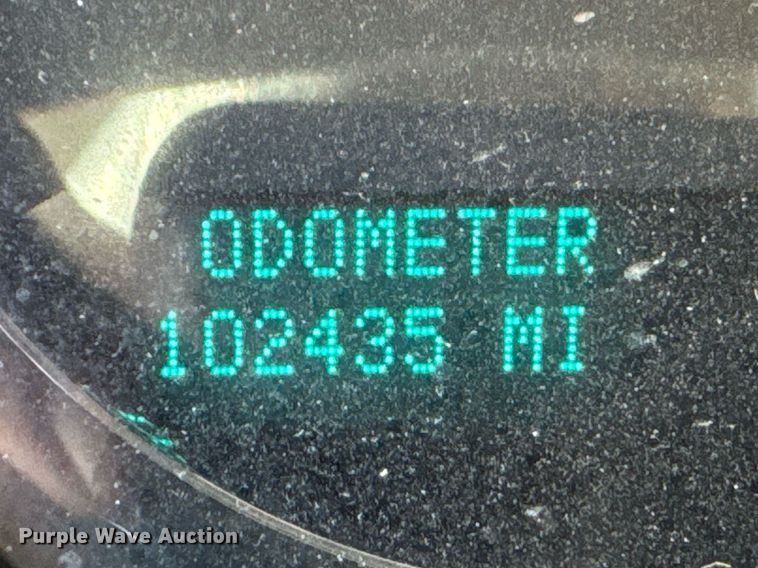 ODOMETER
102435 MI
Purple Wave Auction